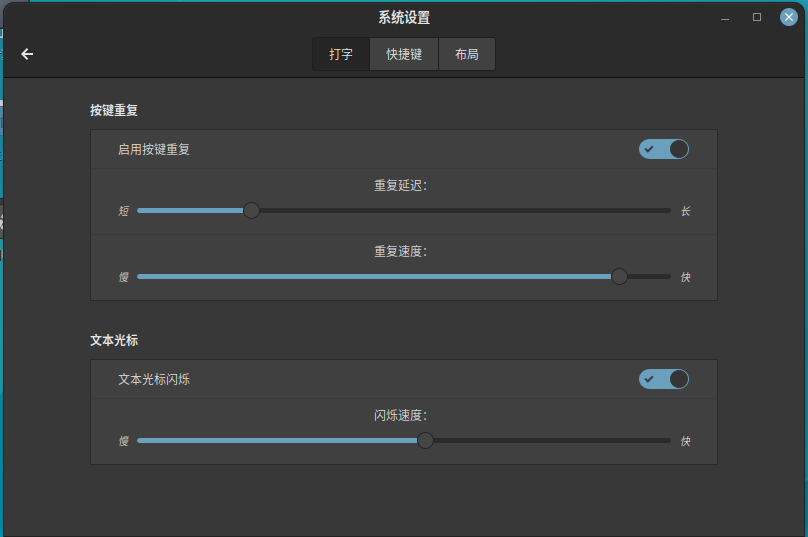 系统设置
打字 快捷键 布局
按键重复
启用按键重复
重复延迟：
短 长
重复速度：
慢 快
文本光标
文本光标闪烁
闪烁速度：
慢 快